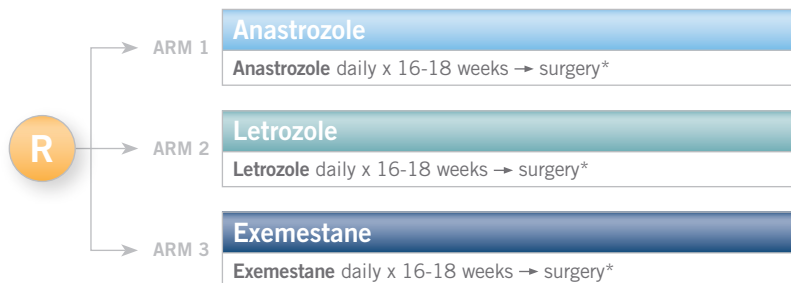 Anastrozole
ARM 1
Anastrozole daily x 16-18 weeks → surgery*
Letrozole
R
ARM 2
Letrozole daily x 16-18 weeks → surgery*
Exemestane
ARM 3
Exemestane daily x 16-18 weeks → surgery*